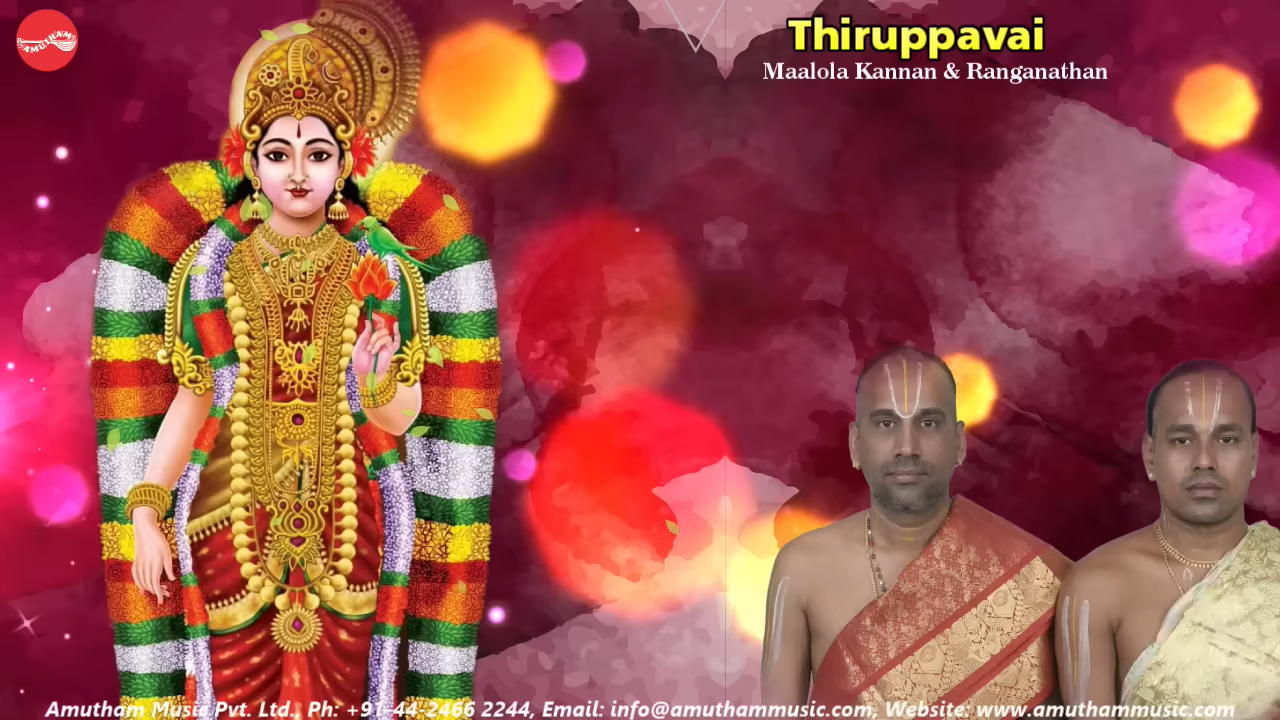 AMUTHAM
Thiruppavai
Maalola Kannan & Ranganathan
Amutham Music Pvt. Ltd., Ph: +91-44-2466 2244, Email: info@amuthammusic.com, Website: www.amuthammusic.com